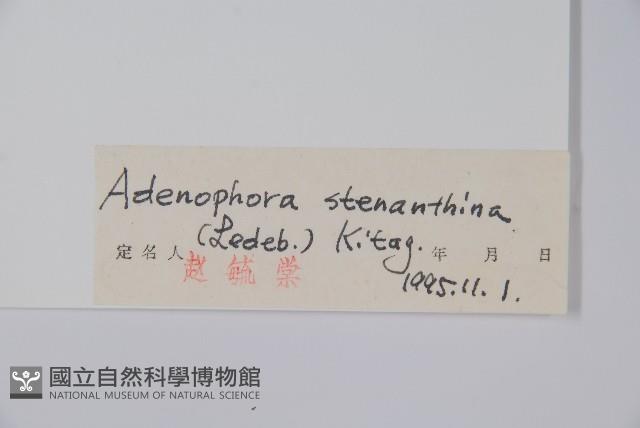 Adenophora stenanthina
(Ledeb.) Kitag.
定名人 赵毓棠 年 月 日
1995.11.1.
國立自然科學博物館
NATIONAL MUSEUM OF NATURAL SCIENCE